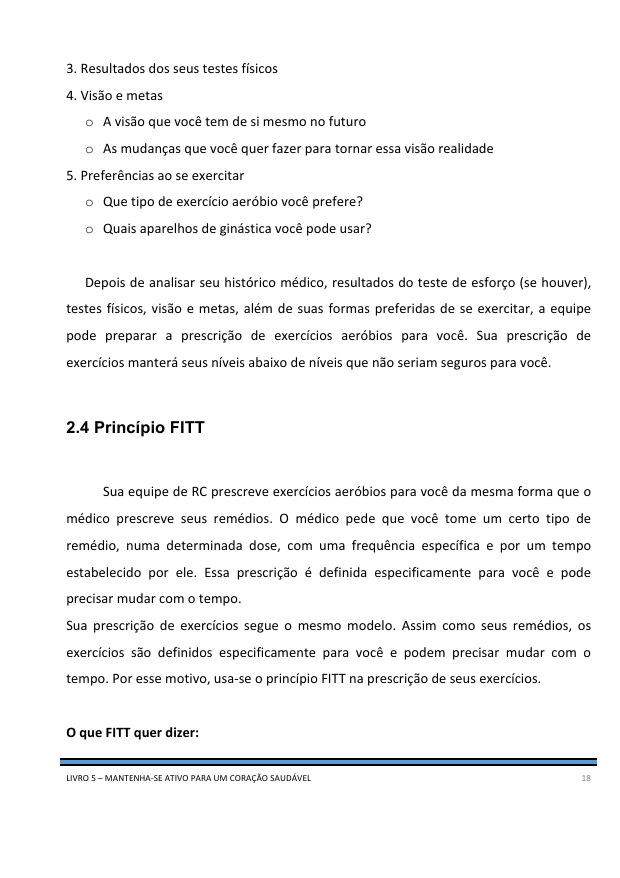 3. Resultados dos seus testes físicos
4. Visão e metas
o A visão que você tem de si mesmo no futuro
o As mudanças que você quer fazer para tornar essa visão realidade
5. Preferências ao se exercitar
o Que tipo de exercício aeróbio você prefere?
o Quais aparelhos de ginástica você pode usar?
Depois de analisar seu histórico médico, resultados do teste de esforço (se houver),
testes físicos, visão e metas, além de suas formas preferidas de se exercitar, a equipe
pode preparar a prescrição de exercícios aeróbios para você. Sua prescrição de
exercícios manterá seus níveis abaixo de níveis que não seriam seguros para você.
2.4 Princípio FITT
Sua equipe de RC prescreve exercícios aeróbios para você da mesma forma que o
médico prescreve seus remédios. O médico pede que você tome um certo tipo de
remédio, numa determinada dose, com uma frequência específica e por um tempo
estabelecido por ele. Essa prescrição é definida especificamente para você e pode
precisar mudar com o tempo.
Sua prescrição de exercícios segue o mesmo modelo. Assim como seus remédios, os
exercícios são definidos especificamente para você e podem precisar mudar com o
tempo. Por esse motivo, usa-se o princípio FITT na prescrição de seus exercícios.
O que FITT quer dizer:
LIVRO 5 – MANTENHA-SE ATIVO PARA UM CORAÇÃO SAUDÁVEL 18